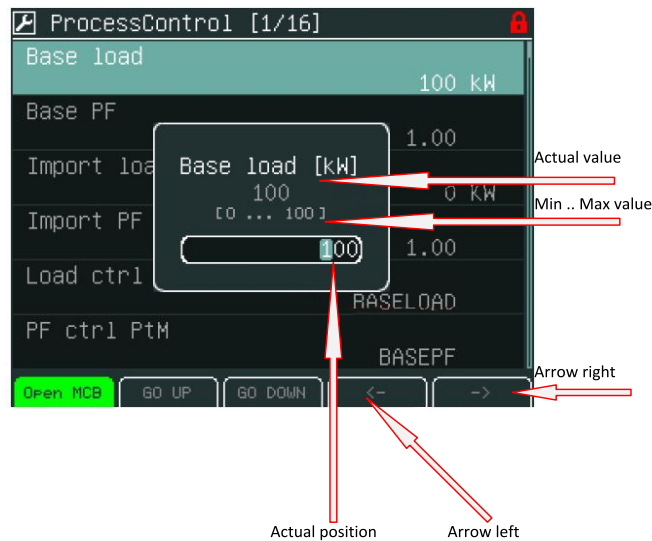 ProcessControl [1/16]
Base load
100 kW
Base PF
1.00
Import loa
0 kW
Import PF
1.00
Load ctrl
BASELOAD
PF ctrl PtM
BASEPF
Base load [kW]
100
[0 ... 100]
100
Open MCB
GO UP
GO DOWN
<-
->
Actual value
Min .. Max value
Arrow right
Actual position
Arrow left